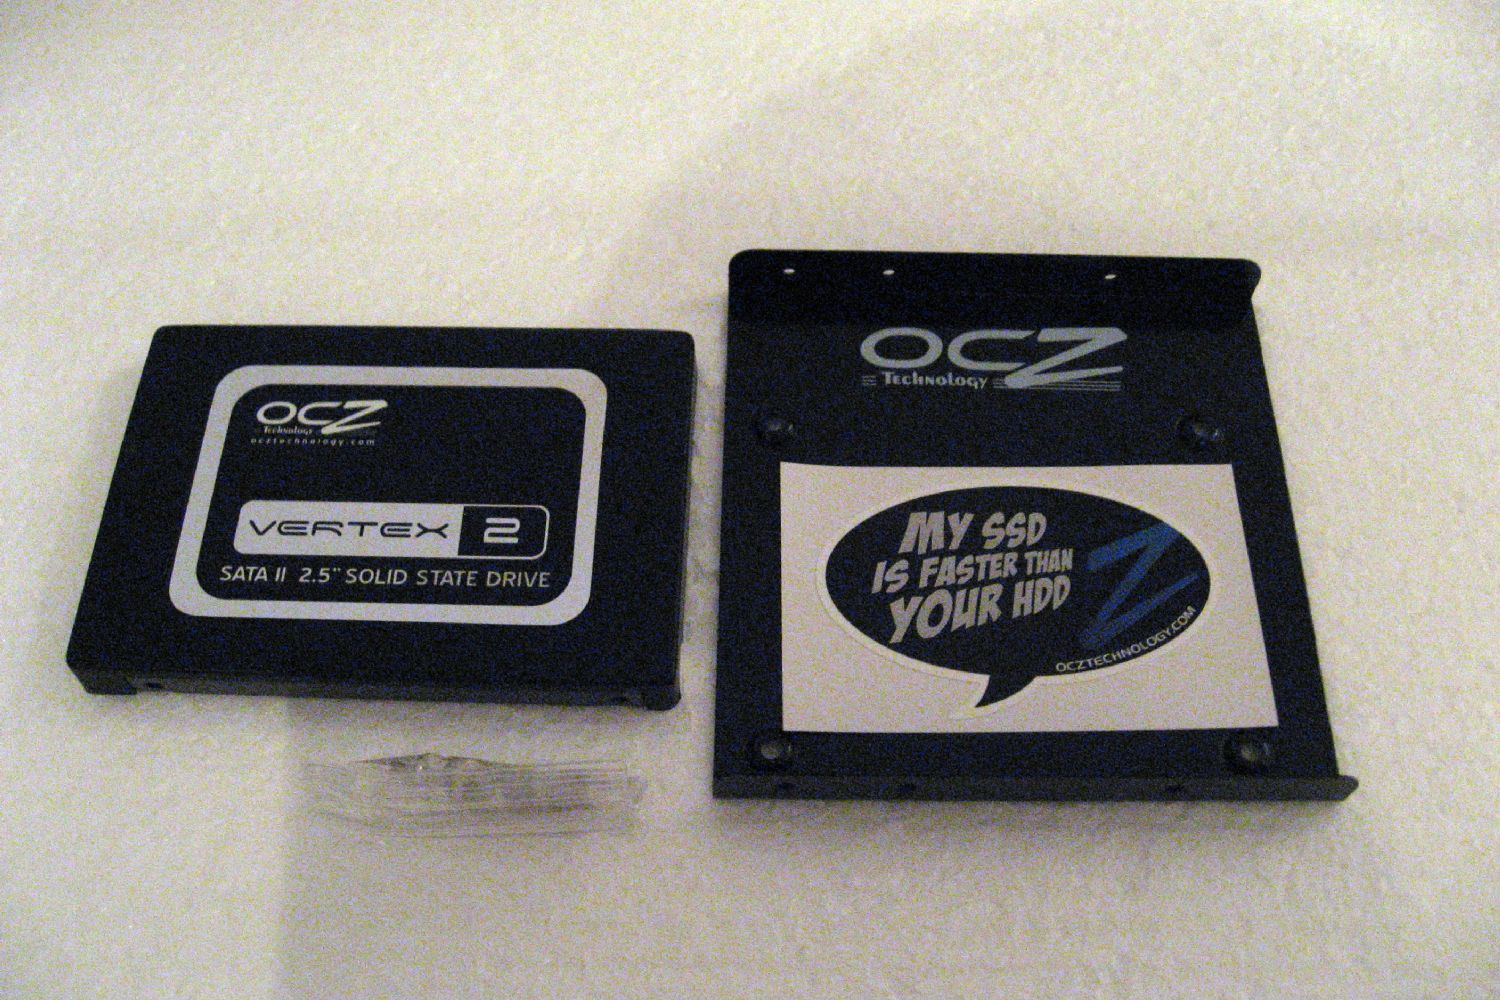 OCZ
Technology
ocztechnology.com
VERTEX 2
SATA II 2.5" SOLID STATE DRIVE
OCZ
Technology
MY SSD
IS FASTER THAN
YOUR HDD
Z
OCZTECHNOLOGY.COM